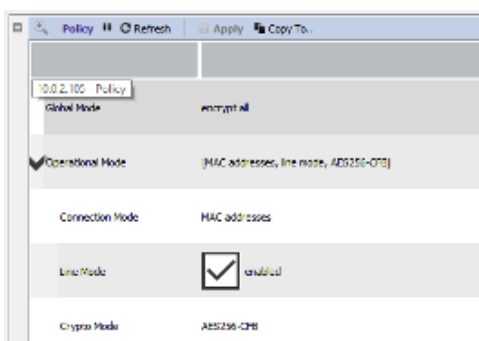 Policy Refresh Apply Copy To..
10.0.2.105 Policy
Global Mode encrypt all
Operational Mode [MAC addresses, line mode, AES256-CFB]
Connection Mode MAC addresses
Line Mode enabled
Crypto Mode AES256-CFB